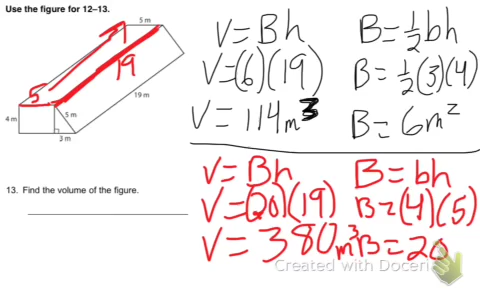 Use the figure for 12–13.
5 m
5
19
19 m
4 m
5 m
3 m
V = Bh
V = (6)(19)
V = 114m³
B = ½bh
B = ½(3)(4)
B = 6m²
13. Find the volume of the figure.
V = Bh
V = (20)(19)
V = 380m³
B = bh
B = (4)(5)
B = 20
Created with Doceri